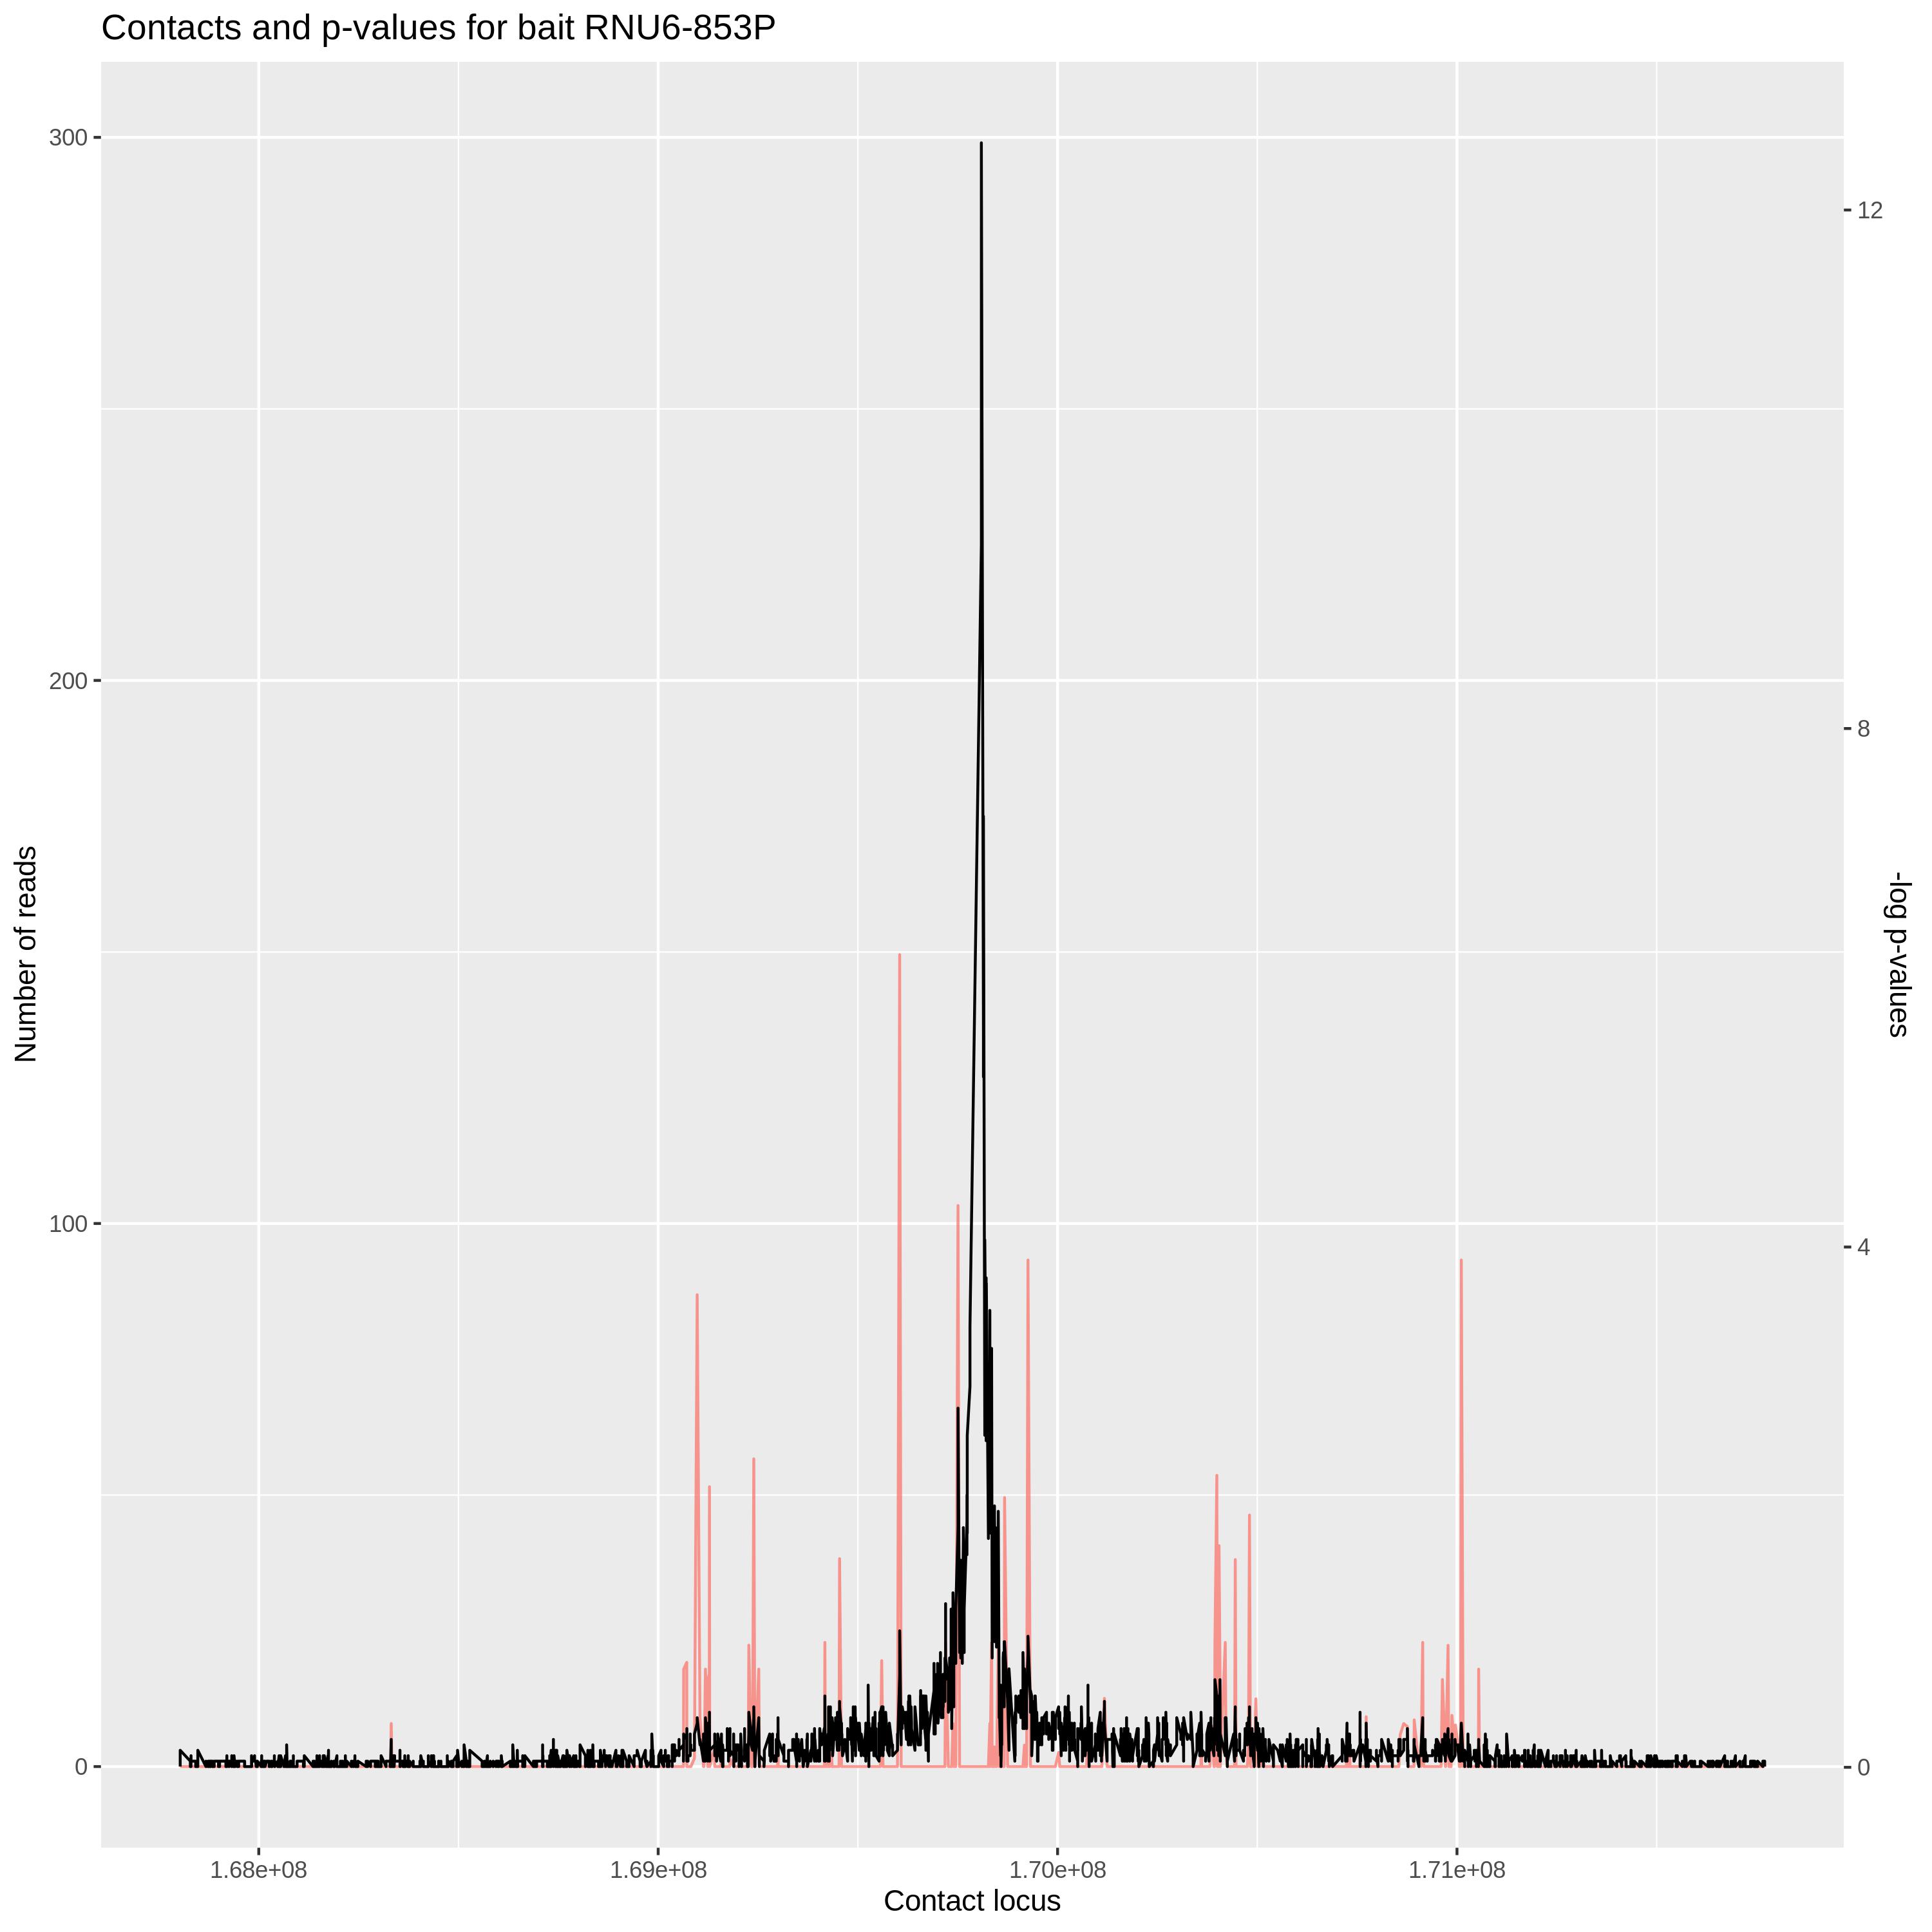 Contacts and p-values for bait RNU6-853P
300
200
100
0
12
8
4
0
Number of reads
-log p-values
1.68e+08
1.69e+08
1.70e+08
1.71e+08
Contact locus